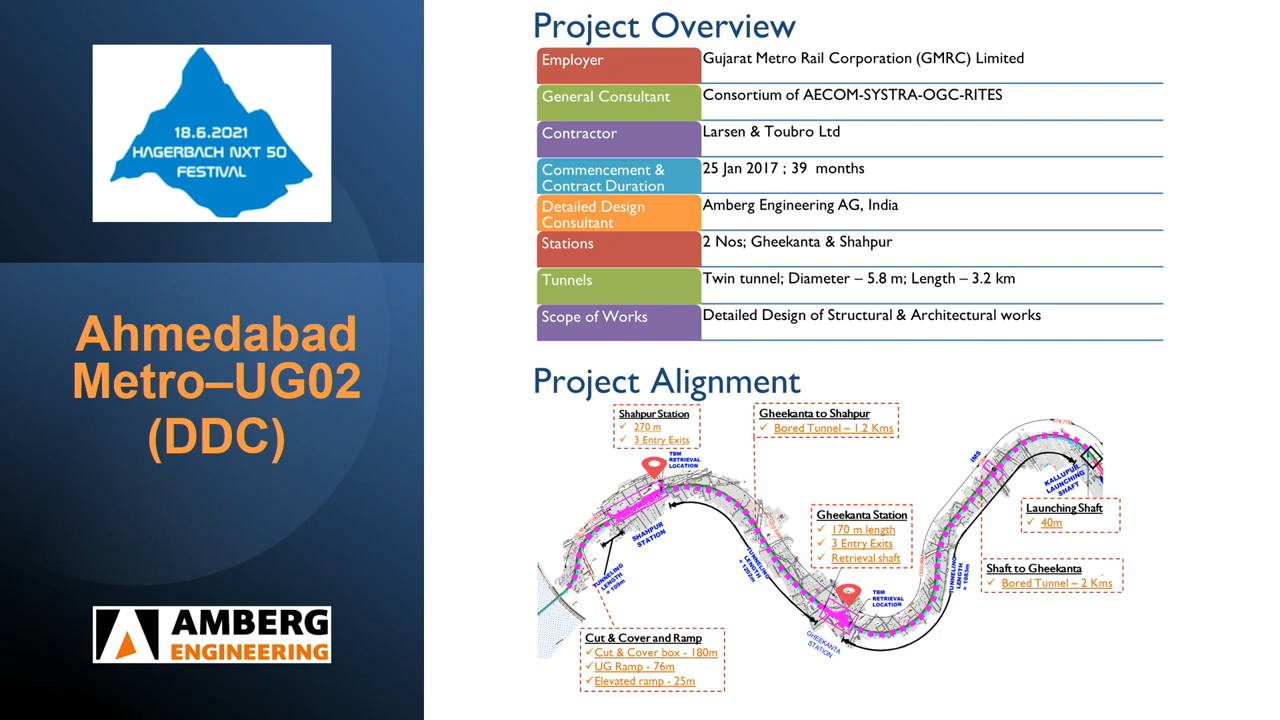 18.6.2021
HAGERBACH NXT 50
FESTIVAL
Ahmedabad
Metro–UG02
(DDC)
AMBERG
ENGINEERING
Project Overview
Employer
Gujarat Metro Rail Corporation (GMRC) Limited
General Consultant
Consortium of AECOM-SYSTRA-OGC-RITES
Contractor
Larsen & Toubro Ltd
Commencement &
Contract Duration
25 Jan 2017 ; 39 months
Detailed Design
Consultant
Amberg Engineering AG, India
Stations
2 Nos; Gheekanta & Shahpur
Tunnels
Twin tunnel; Diameter – 5.8 m; Length – 3.2 km
Scope of Works
Detailed Design of Structural & Architectural works
Project Alignment
Shahpur Station
✓ 270 m
✓ 3 Entry Exits
TBM
RETRIEVAL
LOCATION
Gheekanta to Shahpur
✓ Bored Tunnel – 1.2 Kms
IMS
KALUPUR
LAUNCHING
SHAFT
Launching Shaft
✓ 40m
Gheekanta Station
✓ 170 m length
✓ 3 Entry Exits
✓ Retrieval shaft
SHAHPUR
STATION
TUNNELING
LENGTH
TUNNELING
LENGTH
TUNNELING
LENGTH
Shaft to Gheekanta
✓ Bored Tunnel – 2 Kms
TBM
RETRIEVAL
LOCATION
GHEEKANTA
STATION
Cut & Cover and Ramp
✓Cut & Cover box - 180m
✓UG Ramp - 76m
✓Elevated ramp - 25m